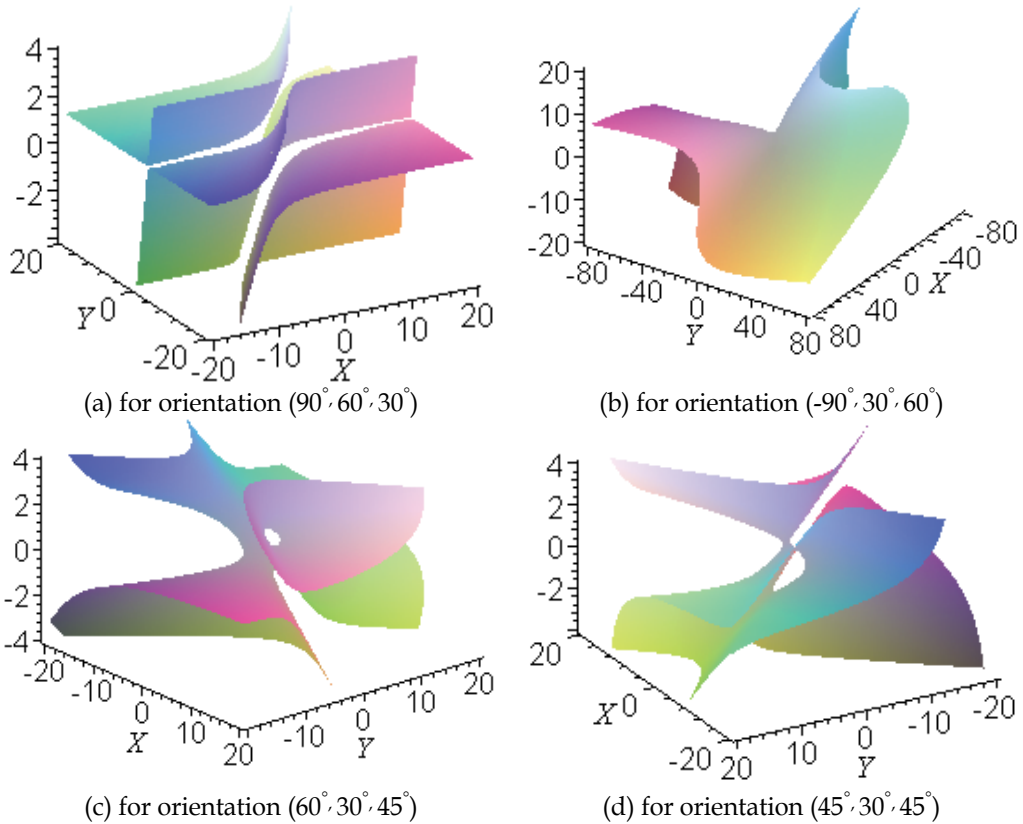 4
2
0
-2
20
Y 0
-20
-20 -10 0 10 20
X
20
10
0
-10
-20
-80 -40 0 40 80
Y
80 40 0 -40 -80
X
(a) for orientation (90°, 60°, 30°)
(b) for orientation (-90°, 30°, 60°)
4
2
0
-2
-4
-20 -10 0 10 20
X
-10 0 10 20
Y
4
2
0
-2
20
X 0
-20
20 10 0 -10 -20
Y
(c) for orientation (60°, 30°, 45°)
(d) for orientation (45°, 30°, 45°)